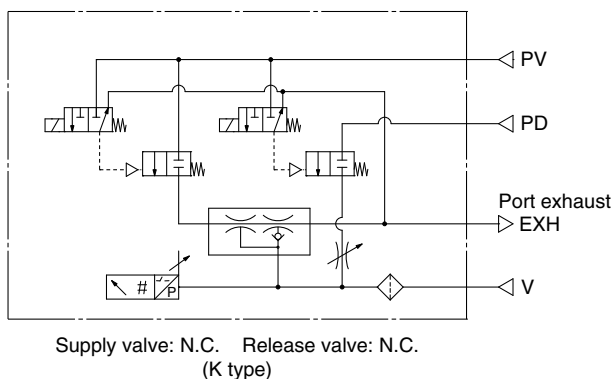 PV
PD
Port exhaust
EXH
# P
V
Supply valve: N.C. Release valve: N.C.
(K type)